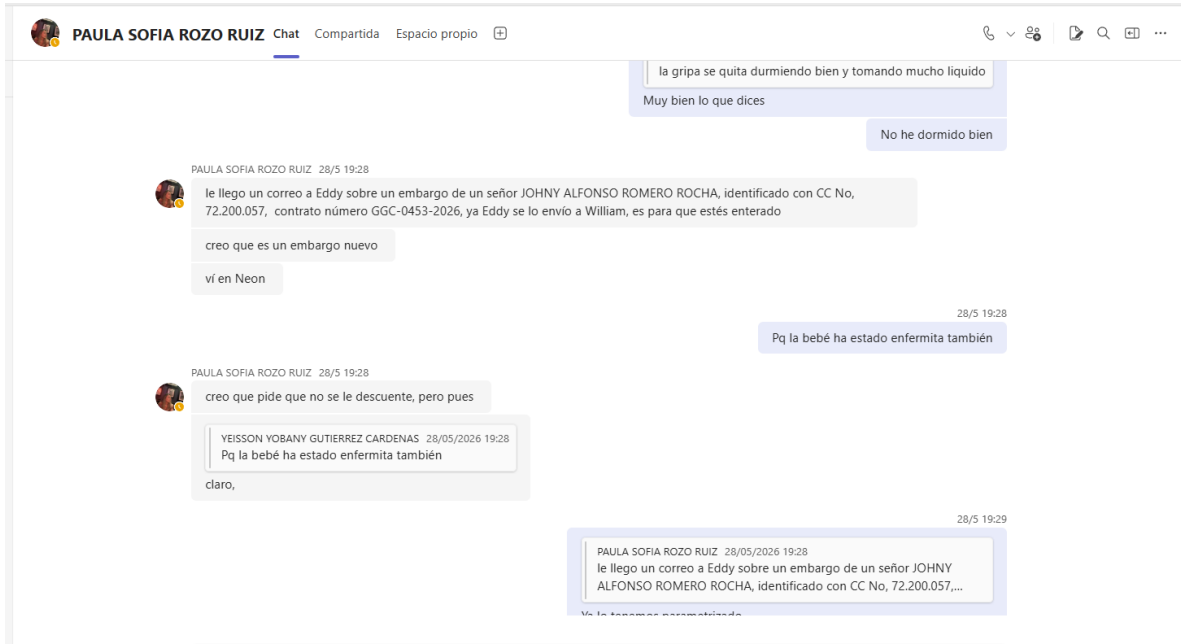 PAULA SOFIA ROZO RUIZ Chat Compartida Espacio propio
la gripa se quita durmiendo bien y tomando mucho liquido
Muy bien lo que dices
No he dormido bien
PAULA SOFIA ROZO RUIZ 28/5 19:28
le llego un correo a Eddy sobre un embargo de un señor JOHNY ALFONSO ROMERO ROCHA, identificado con CC No,
72.200.057, contrato número GGC-0453-2026, ya Eddy se lo envío a William, es para que estés enterado
creo que es un embargo nuevo
ví en Neon
28/5 19:28
Pq la bebé ha estado enfermita también
PAULA SOFIA ROZO RUIZ 28/5 19:28
creo que pide que no se le descuente, pero pues
YEISSON YOBANY GUTIERREZ CARDENAS 28/05/2026 19:28
Pq la bebé ha estado enfermita también
claro,
28/5 19:29
PAULA SOFIA ROZO RUIZ 28/05/2026 19:28
le llego un correo a Eddy sobre un embargo de un señor JOHNY
ALFONSO ROMERO ROCHA, identificado con CC No, 72.200.057,...
Ya lo tenemos parametrizado